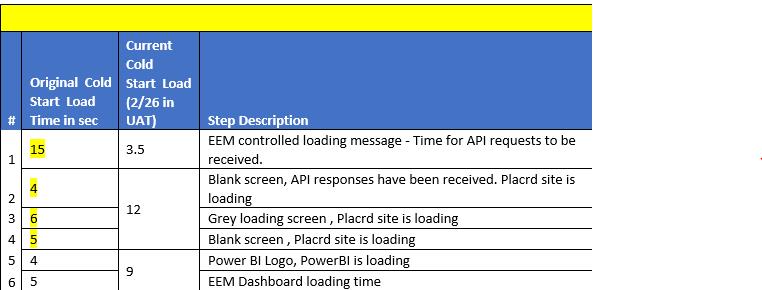 # Original Cold Start Load Time in sec Current Cold Start Load (2/26 in UAT) Step Description
1 15 3.5 EEM controlled loading message - Time for API requests to be received.
2 4 12 Blank screen, API responses have been received. Placrd site is loading
3 6 Grey loading screen , Placrd site is loading
4 5 Blank screen , Placrd site is loading
5 4 9 Power BI Logo, PowerBI is loading
6 5 EEM Dashboard loading time